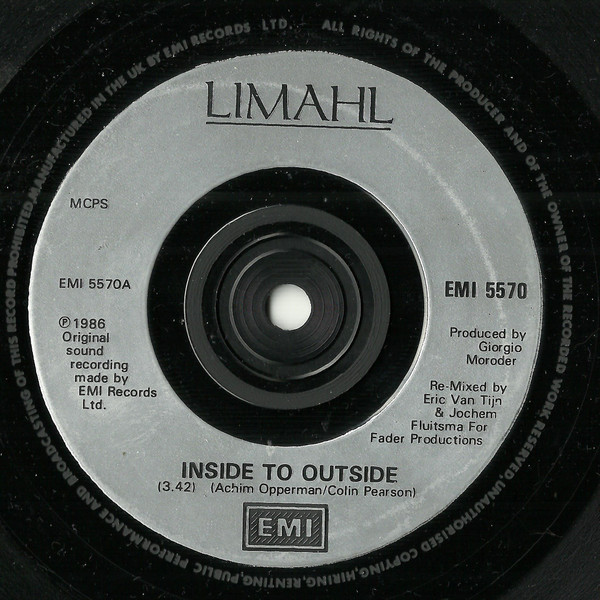 MANUFACTURED IN THE UK BY EMI RECORDS LTD. ALL RIGHTS OF THE PRODUCER AND OF THE OWNER OF THE RECORDED WORK RESERVED. UNAUTHORISED COPYING, HIRING, RENTING, PUBLIC PERFORMANCE AND BROADCASTING OF THIS RECORD PROHIBITED.
LIMAHL
MCPS
EMI 5570A
EMI 5570
℗ 1986
Original
sound
recording
made by
EMI Records
Ltd.
Produced by
Giorgio
Moroder
Re-Mixed by
Eric Van Tijn
& Jochem
Fluitsma For
Fader Productions
INSIDE TO OUTSIDE
(3.42) (Achim Opperman/Colin Pearson)
EMI